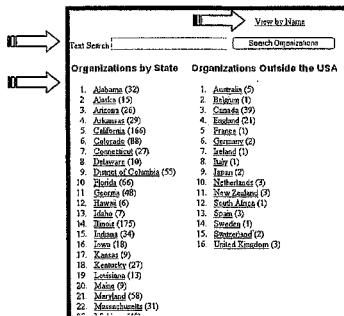 View by Name
Text Search
Search Organizations
Organizations by State
1. Alabama (32)
2. Alaska (15)
3. Arizona (26)
4. Arkansas (29)
5. California (166)
6. Colorado (88)
7. Connecticut (27)
8. Delaware (10)
9. District of Columbia (55)
10. Florida (66)
11. Georgia (48)
12. Hawaii (6)
13. Idaho (7)
14. Illinois (175)
15. Indiana (34)
16. Iowa (18)
17. Kansas (9)
18. Kentucky (27)
19. Louisiana (13)
20. Maine (9)
21. Maryland (58)
22. Massachusetts (31)
Organizations Outside the USA
1. Australia (5)
2. Belgium (1)
3. Canada (39)
4. England (21)
5. France (1)
6. Germany (2)
7. Ireland (1)
8. Italy (1)
9. Japan (2)
10. Netherlands (3)
11. New Zealand (3)
12. South Africa (1)
13. Spain (3)
14. Sweden (1)
15. Switzerland (2)
16. United Kingdom (3)